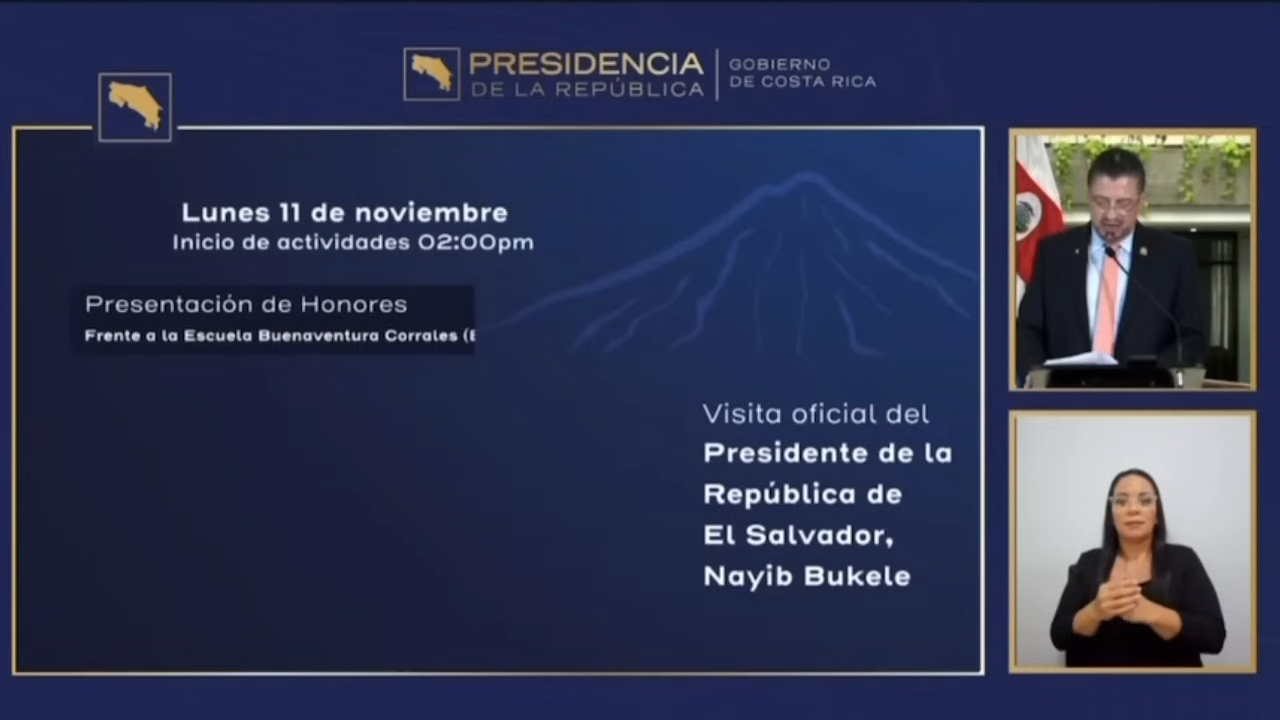 PRESIDENCIA
DE LA REPÚBLICA
GOBIERNO
DE COSTA RICA
Lunes 11 de noviembre
Inicio de actividades 02:00pm
Presentación de Honores
Frente a la Escuela Buenaventura Corrales (
Visita oficial del
Presidente de la
República de
El Salvador,
Nayib Bukele